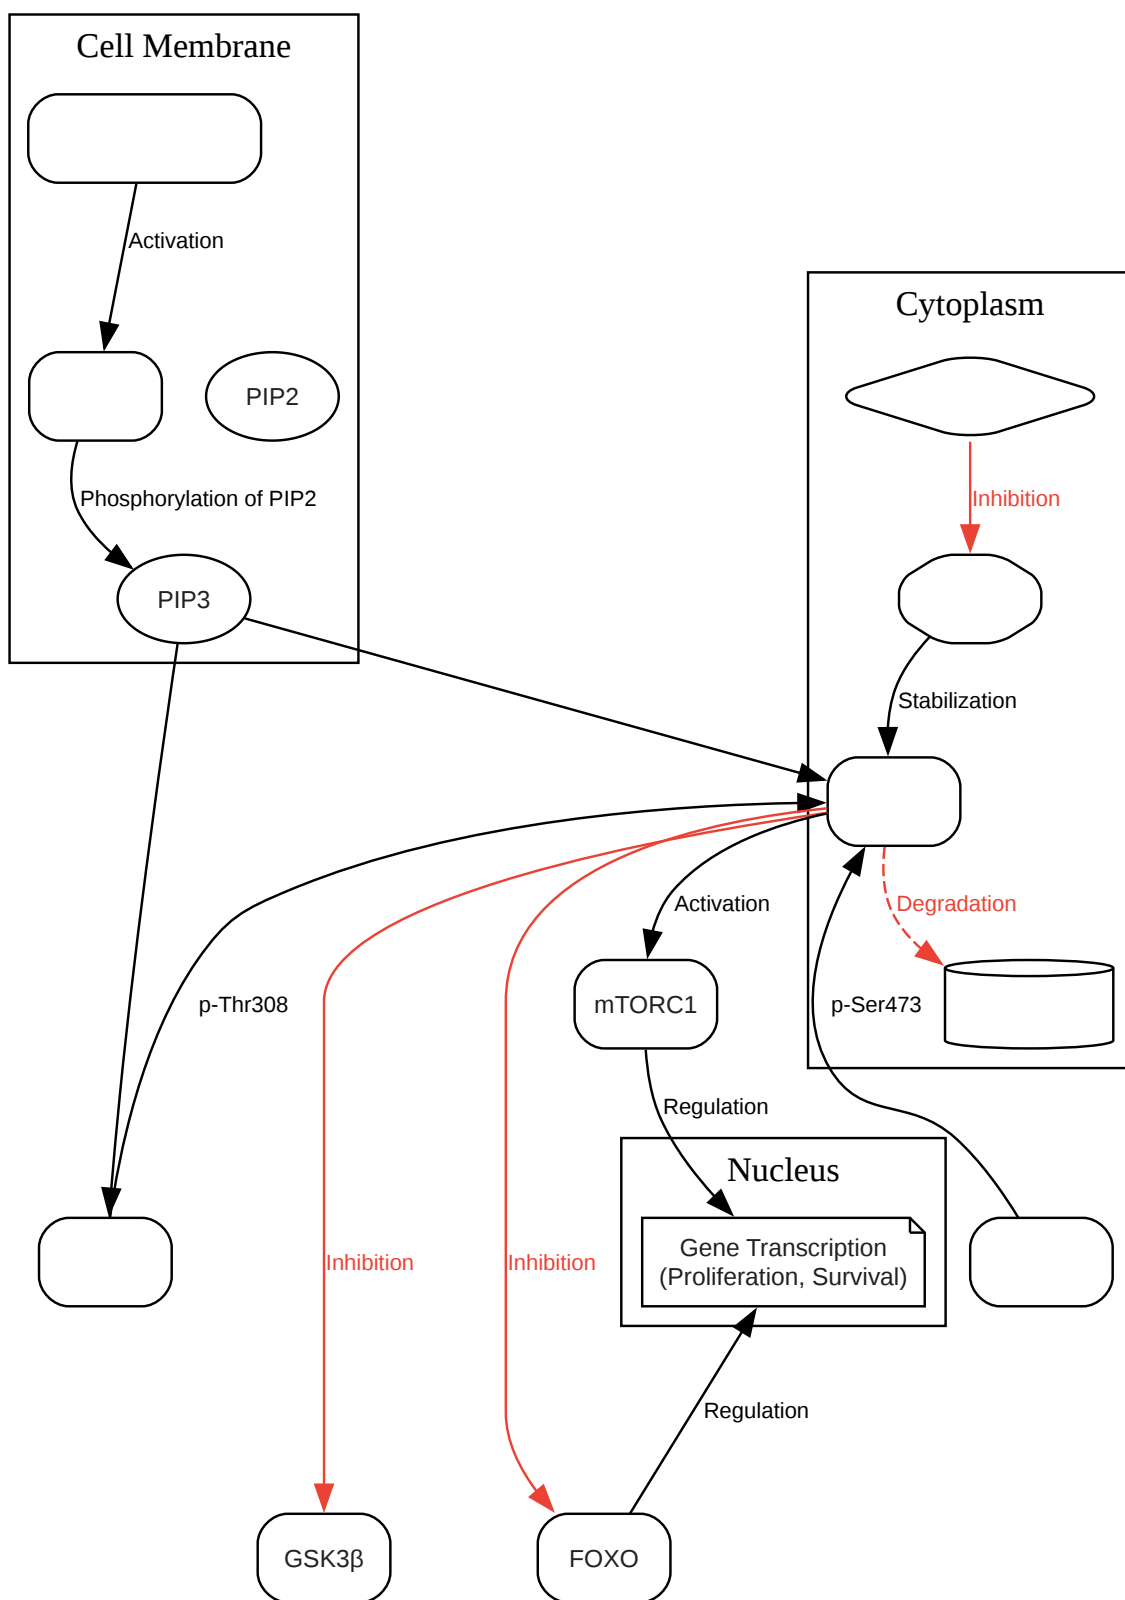 Cell Membrane
Activation
Cytoplasm
PIP2
Phosphorylation of PIP2
Inhibition
PIP3
Stabilization
Activation
Degradation
p-Thr308
mTORC1
p-Ser473
Regulation
Nucleus
Gene Transcription
(Proliferation, Survival)
Inhibition
Inhibition
Regulation
GSK3β
FOXO